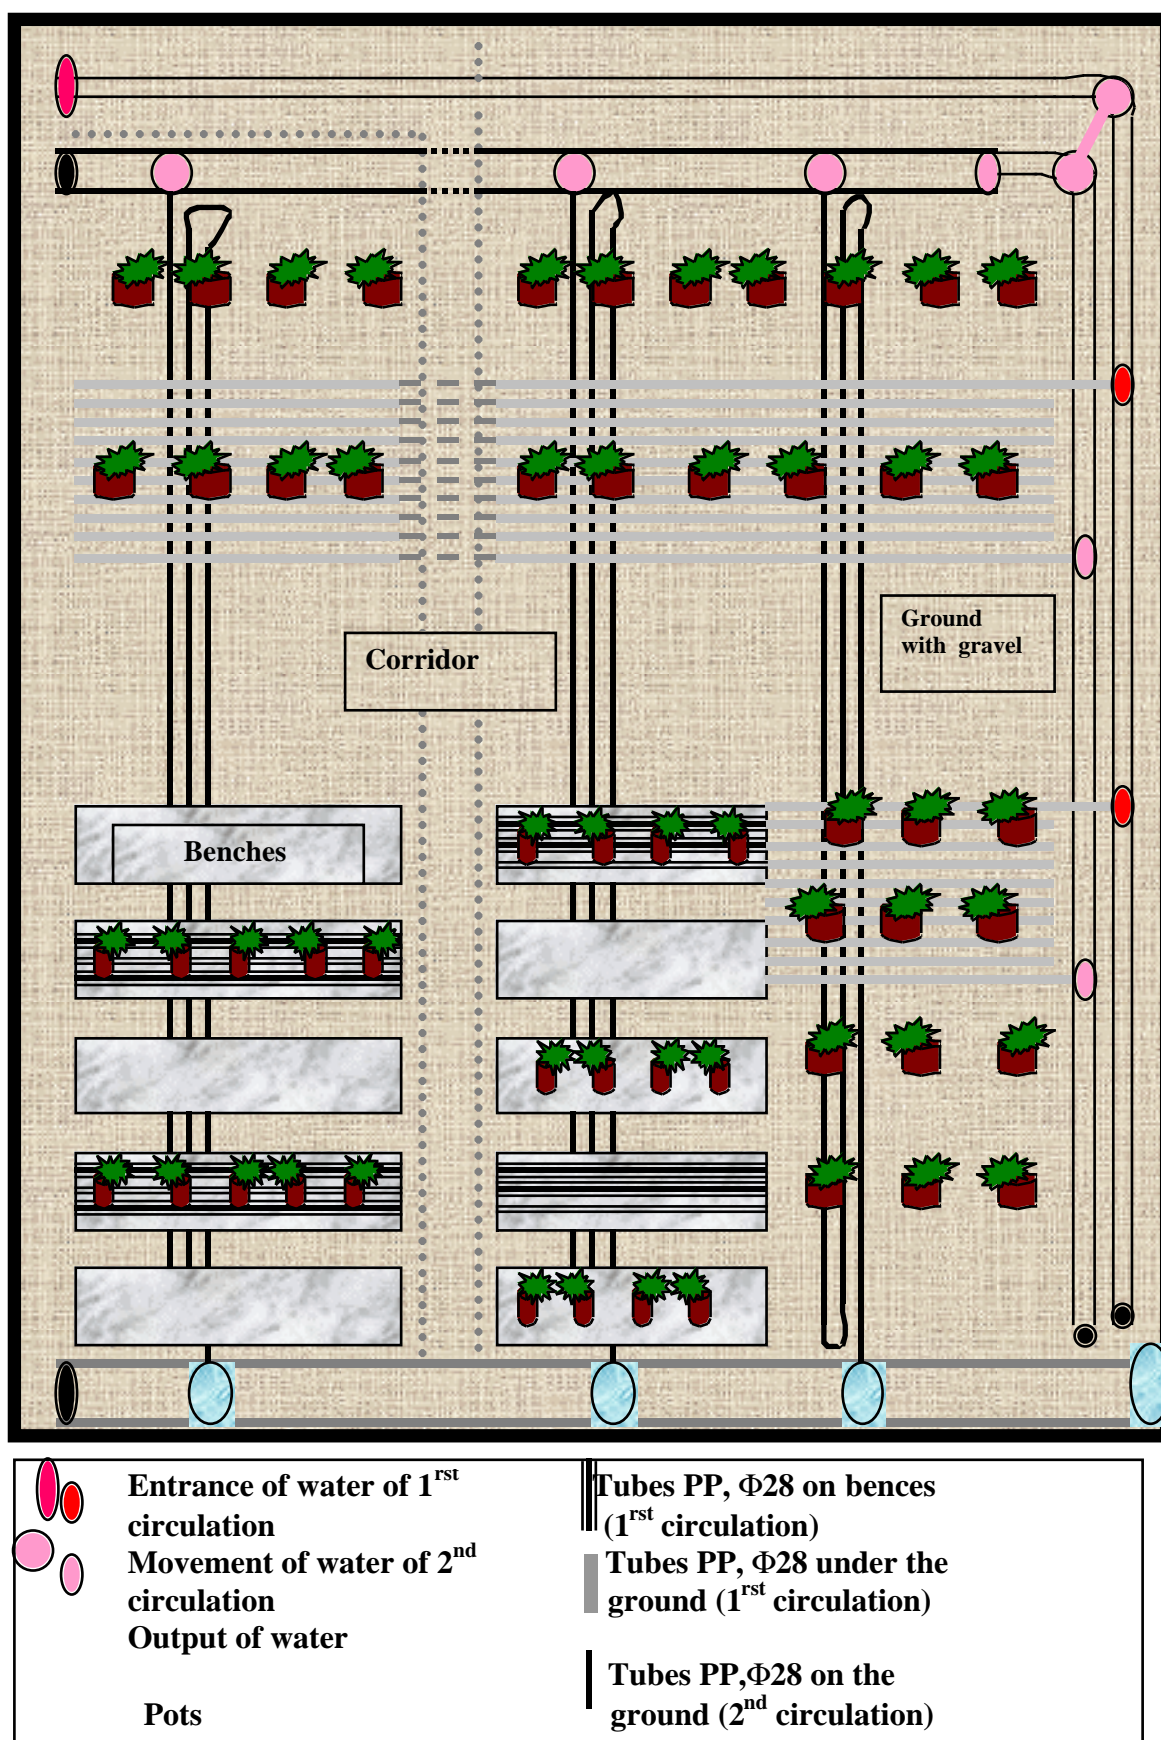 Corridor
Ground
with gravel
Benches
Entrance of water of 1rst
circulation
Movement of water of 2nd
circulation
Output of water
Pots
Tubes PP, Φ28 on bences
(1rst circulation)
Tubes PP, Φ28 under the
ground (1rst circulation)
Tubes PP,Φ28 on the
ground (2nd circulation)